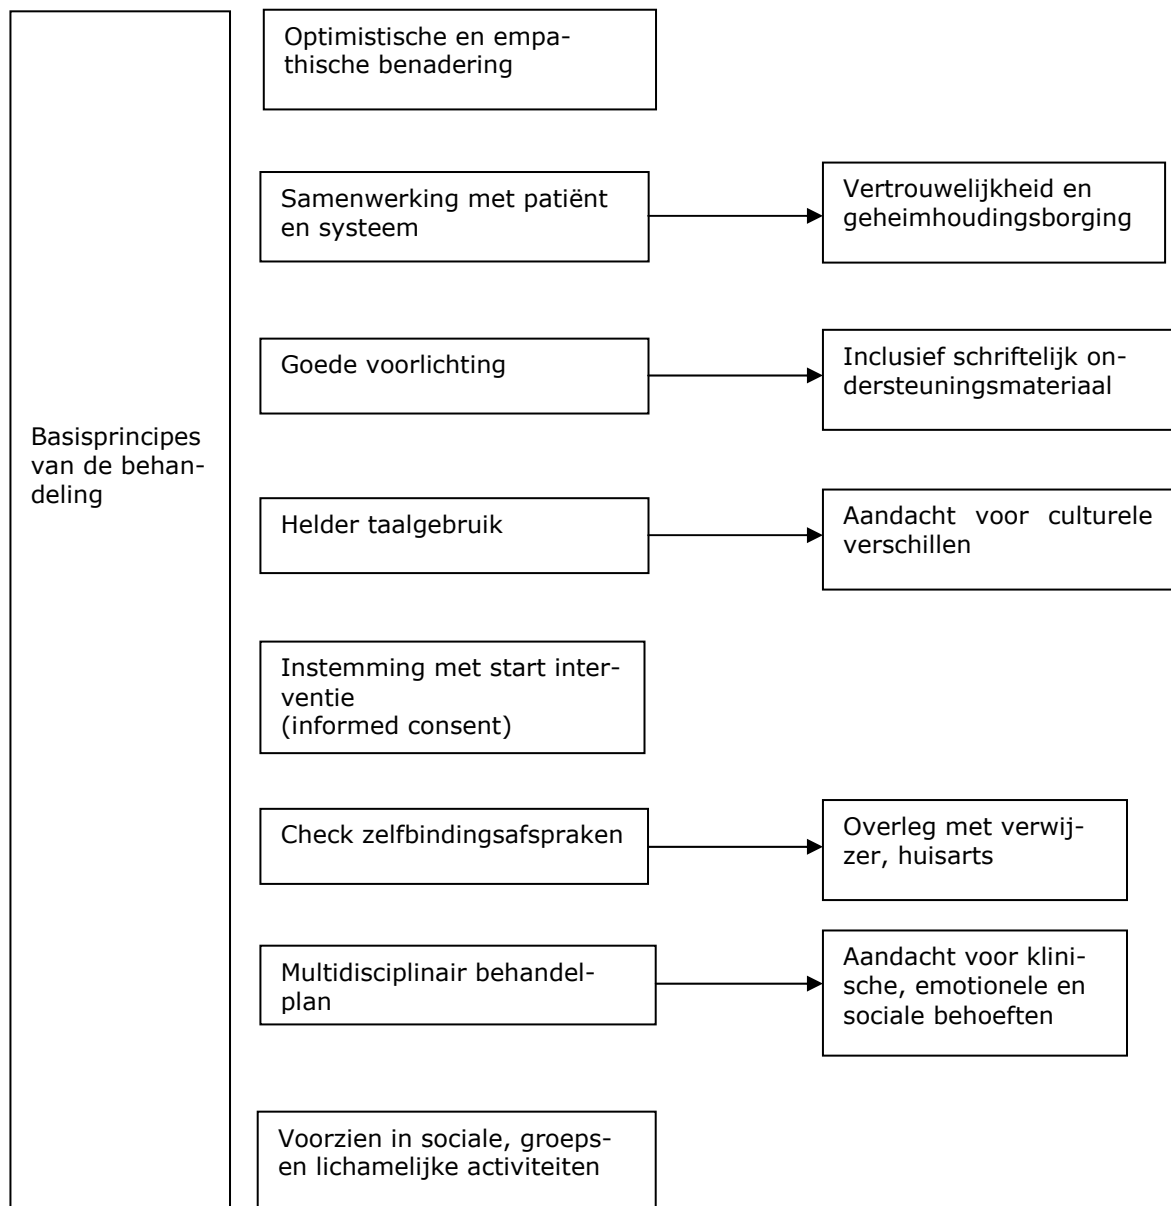 Optimistische en empa-
thische benadering
Samenwerking met patiënt
en systeem
Vertrouwelijkheid en
geheimhoudingsborging
Goede voorlichting
Inclusief schriftelijk on-
dersteuningsmateriaal
Basisprincipes
van de behan-
deling
Helder taalgebruik
Aandacht voor culturele
verschillen
Instemming met start inter-
ventie
(informed consent)
Check zelfbindingsafspraken
Overleg met verwij-
zer, huisarts
Multidisciplinair behandel-
plan
Aandacht voor klini-
sche, emotionele en
sociale behoeften
Voorzien in sociale, groeps-
en lichamelijke activiteiten